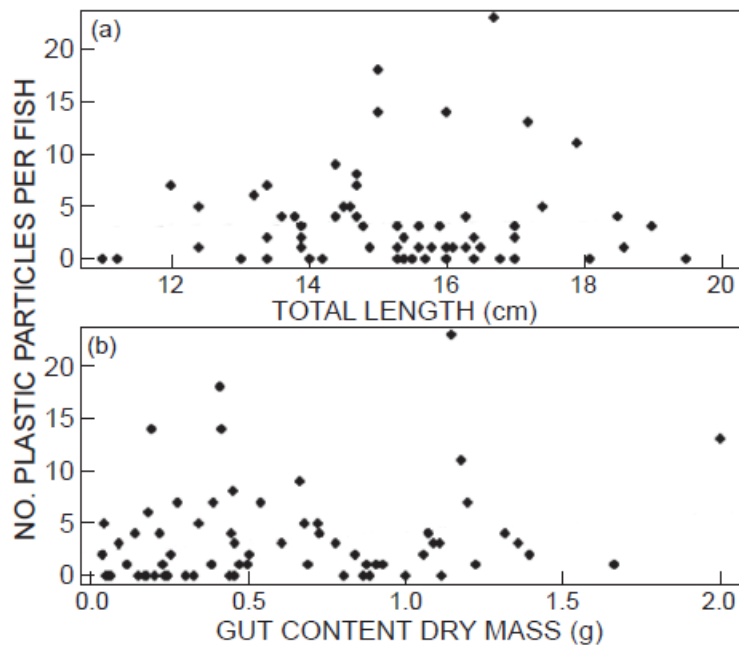 NO. PLASTIC PARTICLES PER FISH
(a)
20
15
10
5
0
12 14 16 18 20
TOTAL LENGTH (cm)
(b)
20
15
10
5
0
0.0 0.5 1.0 1.5 2.0
GUT CONTENT DRY MASS (g)